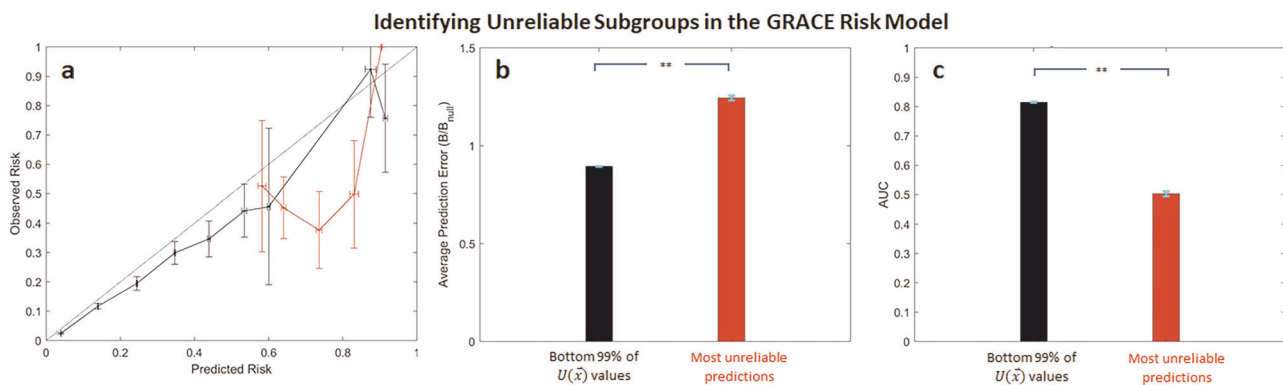 Identifying Unreliable Subgroups in the GRACE Risk Model
a
1
0.9
0.8
0.7
0.6
0.5
0.4
0.3
0.2
0.1
0
Observed Risk
0 0.2 0.4 0.6 0.8 1
Predicted Risk
b
1.5
1
0.5
0
Average Prediction Error (B/Bnull)
**
Bottom 99% of
U(x⃗) values
Most unreliable
predictions
c
1
0.9
0.8
0.7
0.6
0.5
0.4
0.3
0.2
0.1
0
AUC
**
Bottom 99% of
U(x⃗) values
Most unreliable
predictions